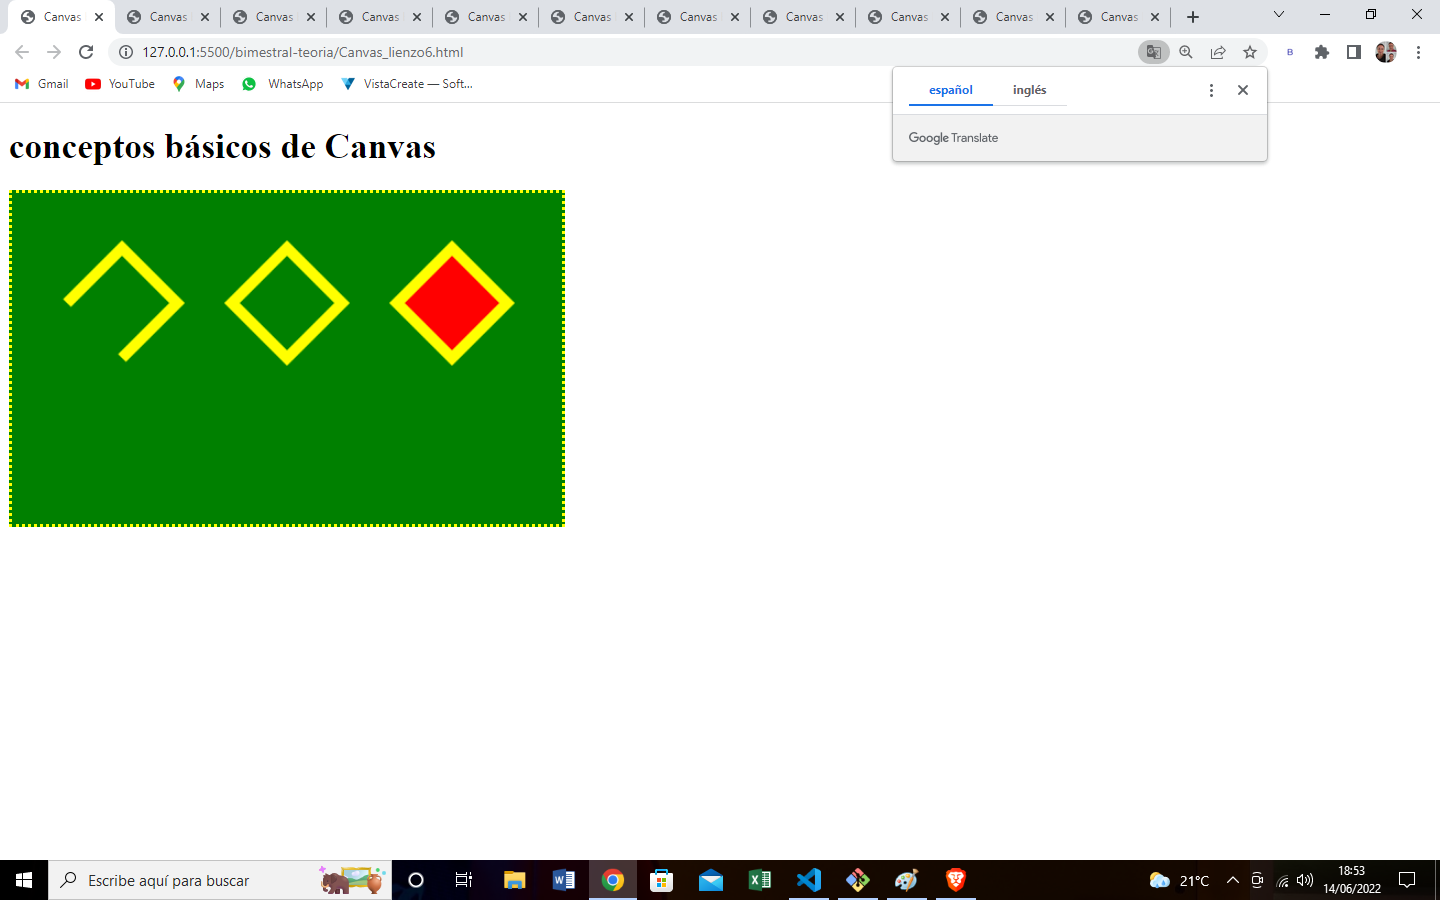 Canvas Canvas Canvas Canvas Canvas Canvas Canvas Canvas Canvas Canvas Canvas
127.0.0.1:5500/bimestral-teoria/Canvas_lienzo6.html
B
Gmail YouTube Maps WhatsApp VistaCreate — Soft...
español inglés
Google Translate
conceptos básicos de Canvas
Escribe aquí para buscar
21°C
18:53
14/06/2022